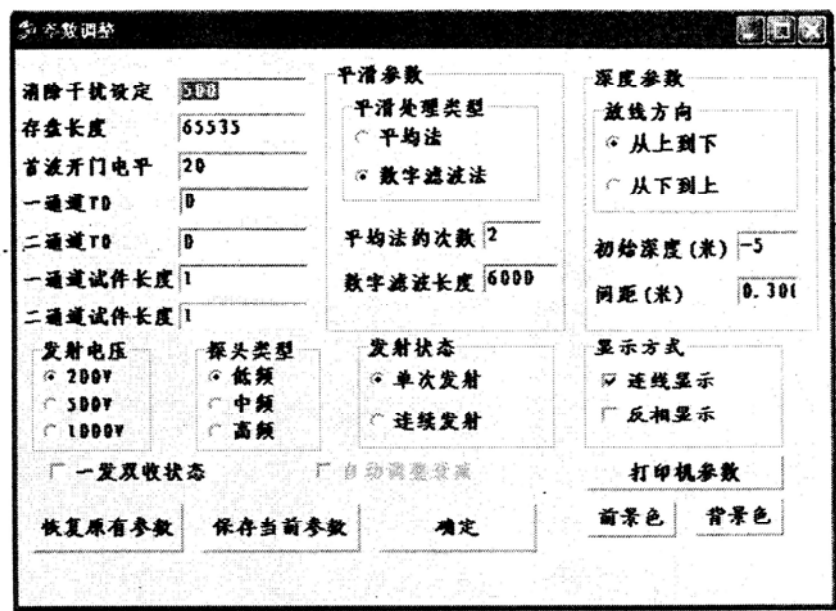 参数调整
消除干扰设定 500
存盘长度 65535
首波开门电平 20
一通道T0 0
二通道T0 0
一通道试件长度 1
二通道试件长度 1
平滑参数
平滑处理类型
平均法
数字滤波法
平均法的次数 2
数字滤波长度 6000
深度参数
放线方向
从上到下
从下到上
初始深度(米) -5
间距(米) 0.300
发射电压
200V
500V
1000V
探头类型
低频
中频
高频
发射状态
单次发射
连续发射
显示方式
连线显示
反相显示
一发双收状态
自动调整衰减
打印机参数
恢复原有参数
保存当前参数
确定
前景色
背景色